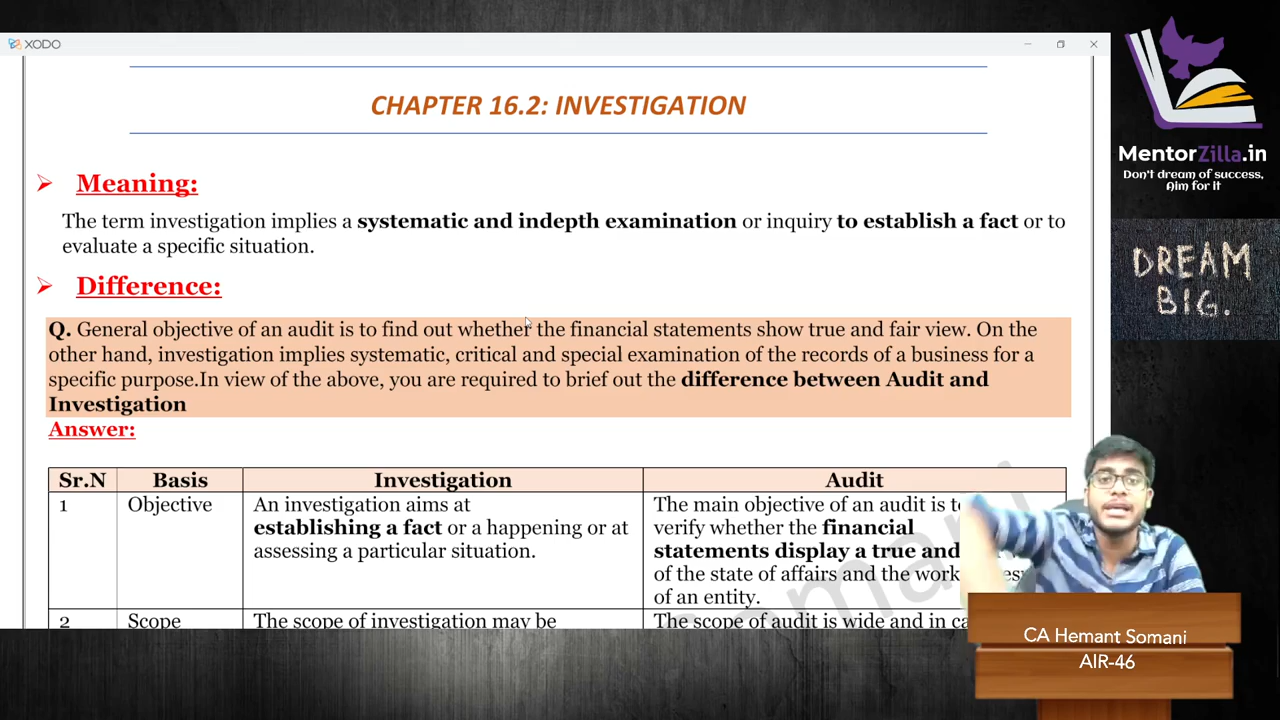 XODO
CHAPTER 16.2: INVESTIGATION
Meaning:
The term investigation implies a systematic and indepth examination or inquiry to establish a fact or to
evaluate a specific situation.
Difference:
Q. General objective of an audit is to find out whether the financial statements show true and fair view. On the
other hand, investigation implies systematic, critical and special examination of the records of a business for a
specific purpose.In view of the above, you are required to brief out the difference between Audit and
Investigation
Answer:
Sr.N Basis Investigation Audit
1 Objective An investigation aims at
establishing a fact or a happening or at
assessing a particular situation.
The main objective of an audit is
verify whether the financial
statements display a true and
of the state of affairs and the
of an entity.
2 Scope The scope of investigation may be
The scope of audit is wide and in
Somani
MentorZilla.in
Don't dream of success,
Aim for it
DREAM
BIG.
CA Hemant Somani
AIR-46